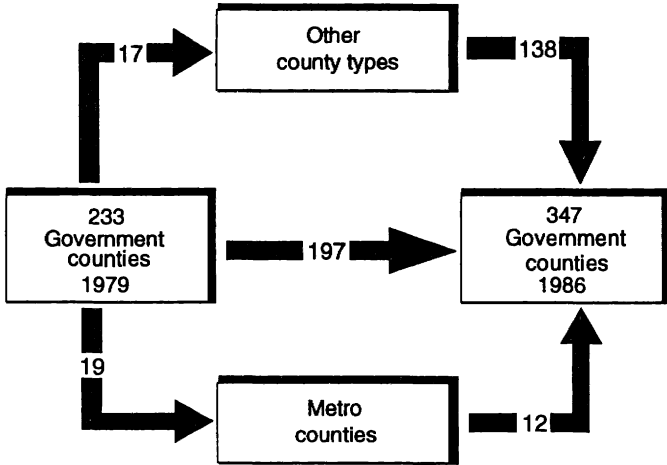 17
Other
county types
138
233
Government
counties
1979
197
347
Government
counties
1986
19
Metro
counties
12